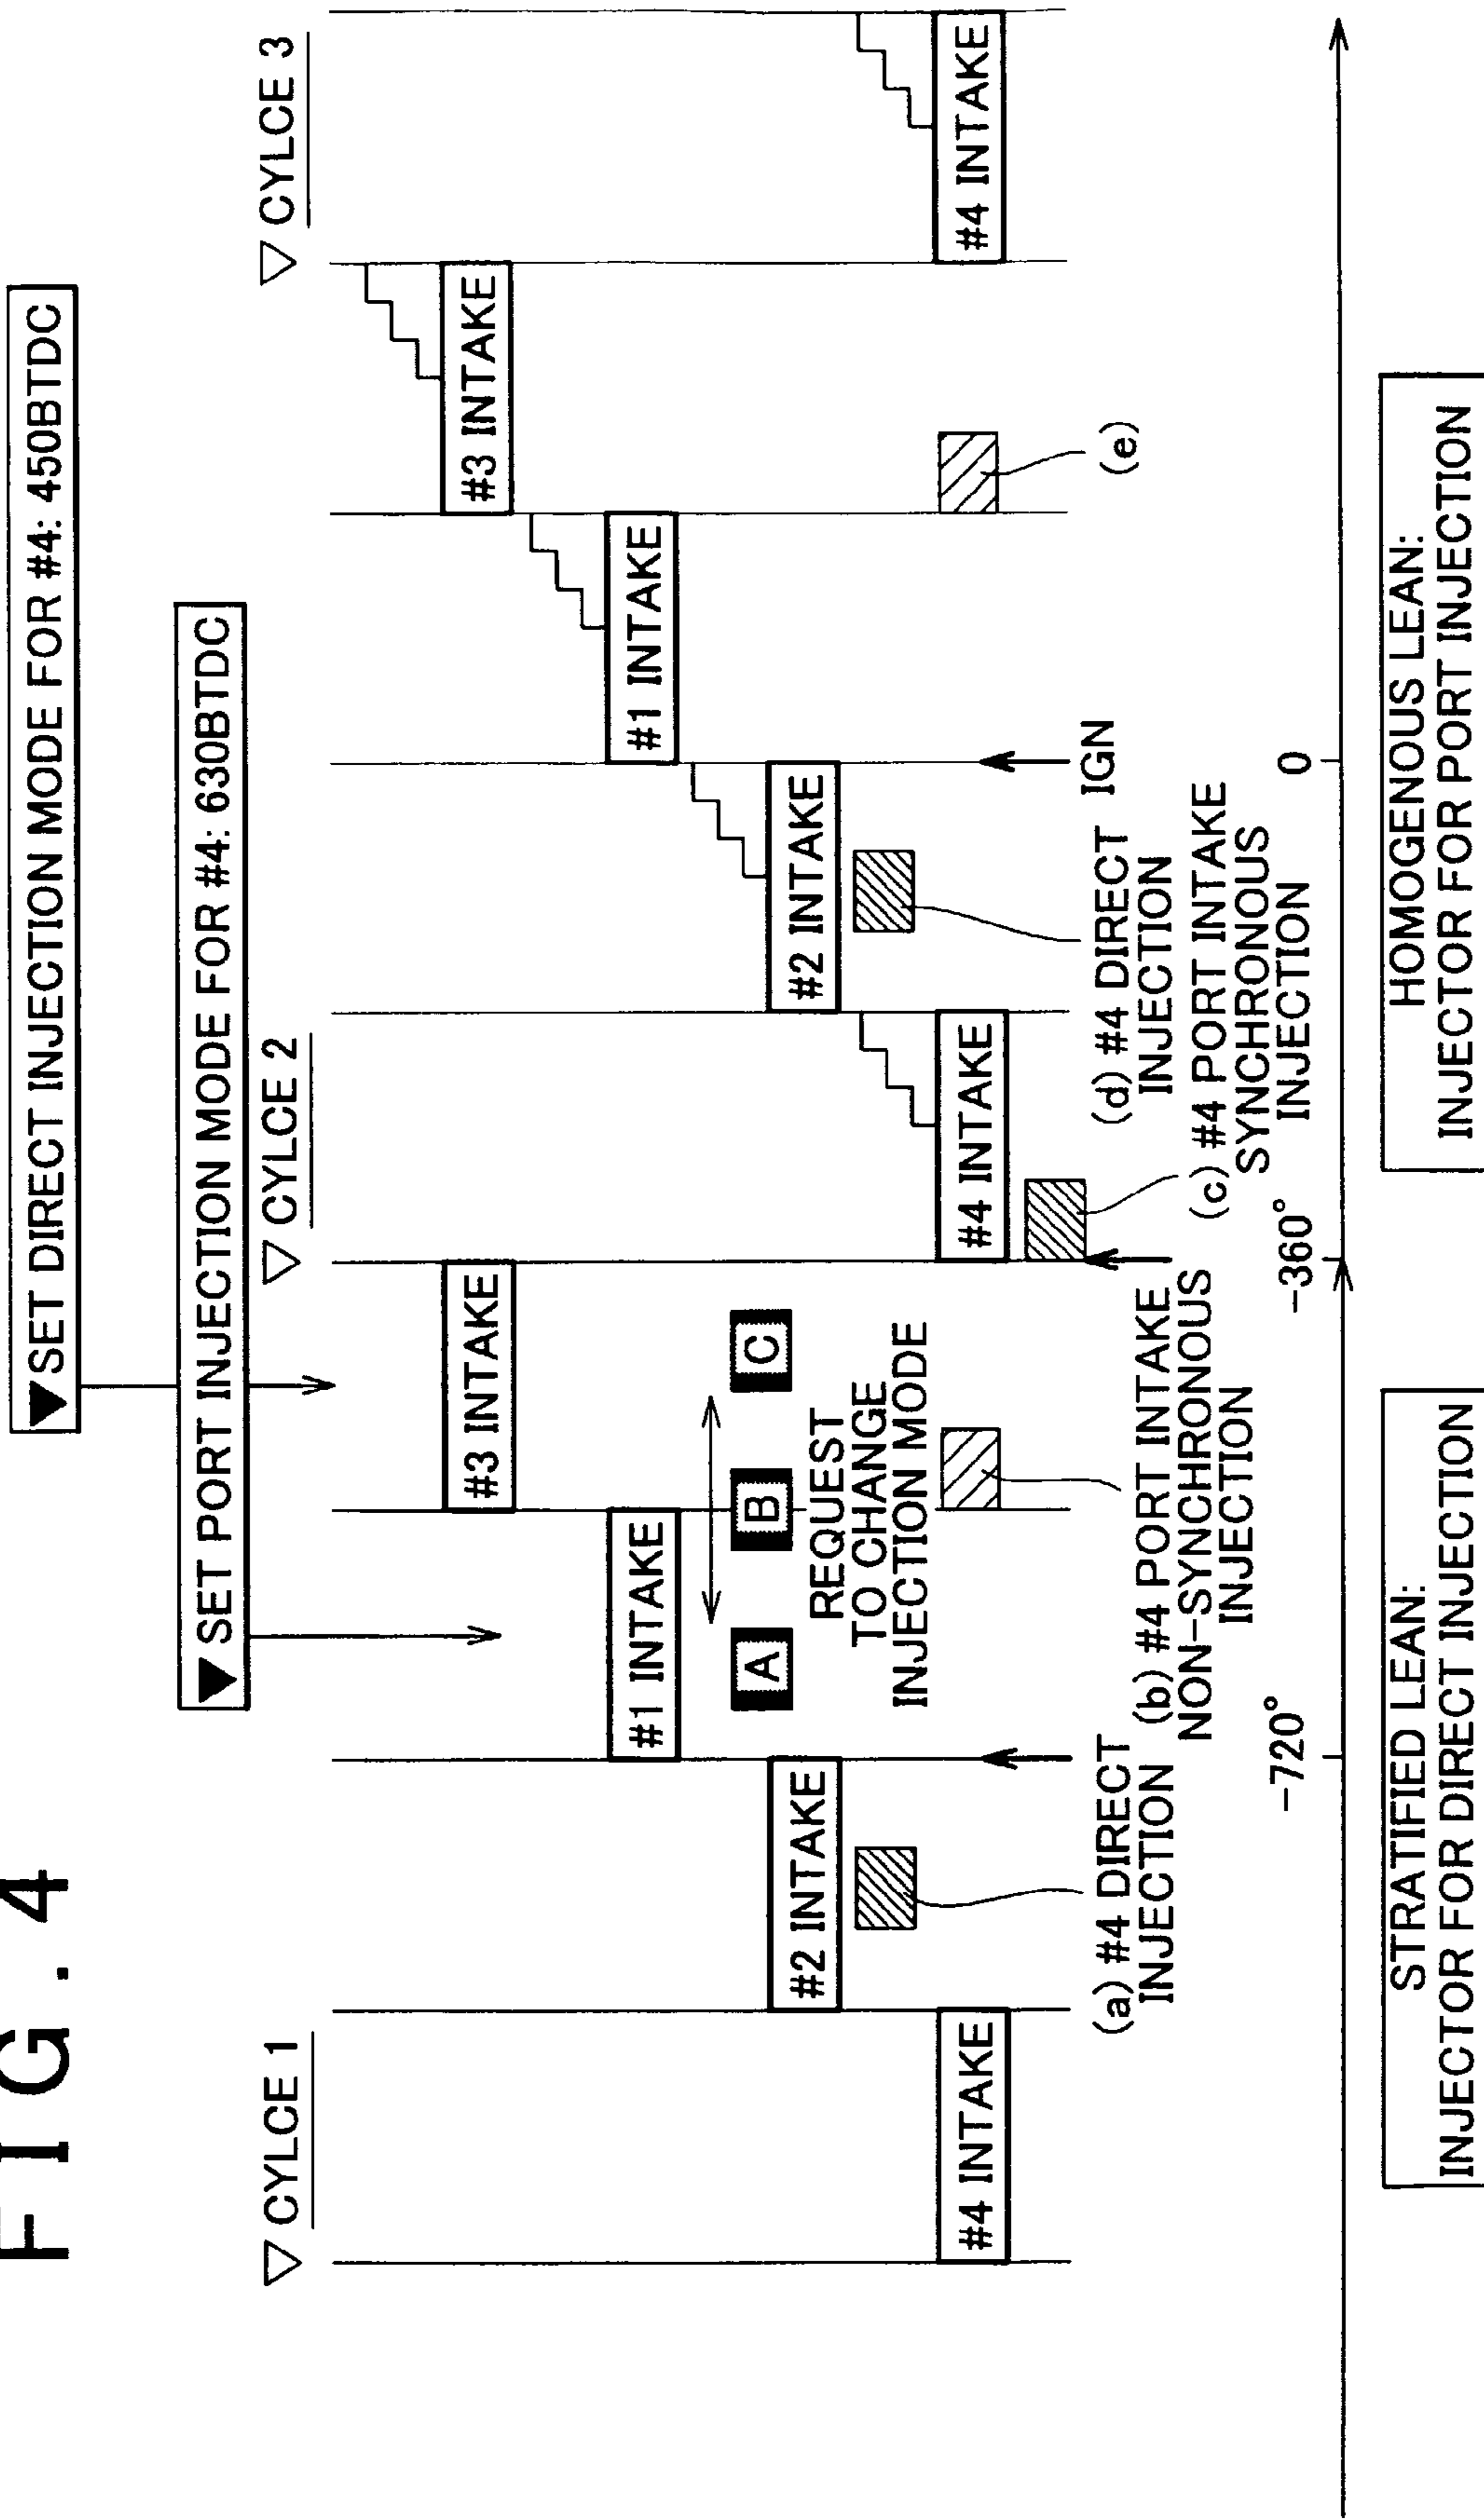 FIG. 4
▼SET DIRECT INJECTION MODE FOR #4: 450BTDC
▼SET PORT INJECTION MODE FOR #4: 630BTDC
▽ CYLCE 1
▽ CYLCE 2
▽ CYLCE 3
#3 INTAKE
#3 INTAKE
#1 INTAKE
#1 INTAKE
A
B
C
REQUEST
TO CHANGE
INJECTION MODE
#2 INTAKE
#2 INTAKE
#4 INTAKE
#4 INTAKE
#4 INTAKE
(a) #4 DIRECT
INJECTION
(b) #4 PORT INTAKE
NON-SYNCHRONOUS
INJECTION
(c) #4 PORT INTAKE
SYNCHRONOUS
INJECTION
(d) #4 DIRECT
INJECTION
IGN
(e)
-720°
-360°
0
STRATIFIED LEAN:
INJECTOR FOR DIRECT INJECTION
HOMOGENOUS LEAN:
INJECTOR FOR PORT INJECTION